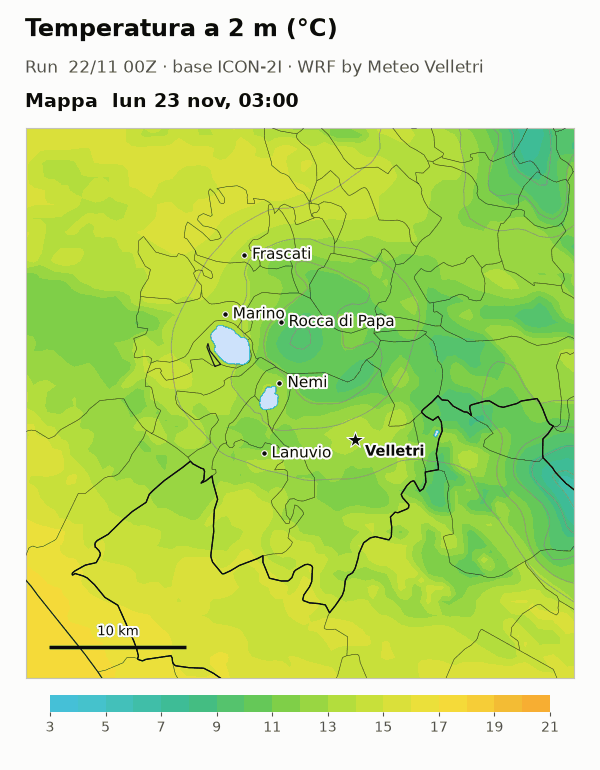 Temperatura a 2 m (°C)
Run  22/11 00Z · base ICON-2I · WRF by Meteo Velletri
Mappa  lun 23 nov, 03:00
Frascati
Marino
Rocca di Papa
Nemi
Velletri
Lanuvio
10 km
3 5 7 9 11 13 15 17 19 21